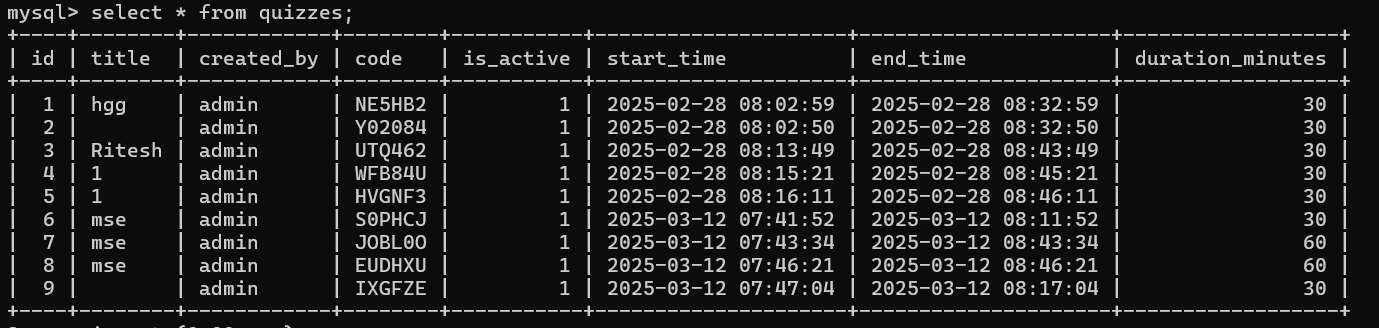 mysql> select * from quizzes;
+----+--------+------------+--------+-----------+---------------------+---------------------+------------------+
| id | title  | created_by | code   | is_active | start_time          | end_time            | duration_minutes |
+----+--------+------------+--------+-----------+---------------------+---------------------+------------------+
|  1 | hgg    | admin      | NE5HB2 |         1 | 2025-02-28 08:02:59 | 2025-02-28 08:32:59 |               30 |
|  2 |        | admin      | Y02084 |         1 | 2025-02-28 08:02:50 | 2025-02-28 08:32:50 |               30 |
|  3 | Ritesh | admin      | UTQ462 |         1 | 2025-02-28 08:13:49 | 2025-02-28 08:43:49 |               30 |
|  4 | 1      | admin      | WFB84U |         1 | 2025-02-28 08:15:21 | 2025-02-28 08:45:21 |               30 |
|  5 | 1      | admin      | HVGNF3 |         1 | 2025-02-28 08:16:11 | 2025-02-28 08:46:11 |               30 |
|  6 | mse    | admin      | S0PHCJ |         1 | 2025-03-12 07:41:52 | 2025-03-12 08:11:52 |               30 |
|  7 | mse    | admin      | JOBL0O |         1 | 2025-03-12 07:43:34 | 2025-03-12 08:43:34 |               60 |
|  8 | mse    | admin      | EUDHXU |         1 | 2025-03-12 07:46:21 | 2025-03-12 08:46:21 |               60 |
|  9 |        | admin      | IXGFZE |         1 | 2025-03-12 07:47:04 | 2025-03-12 08:17:04 |               30 |
+----+--------+------------+--------+-----------+---------------------+---------------------+------------------+